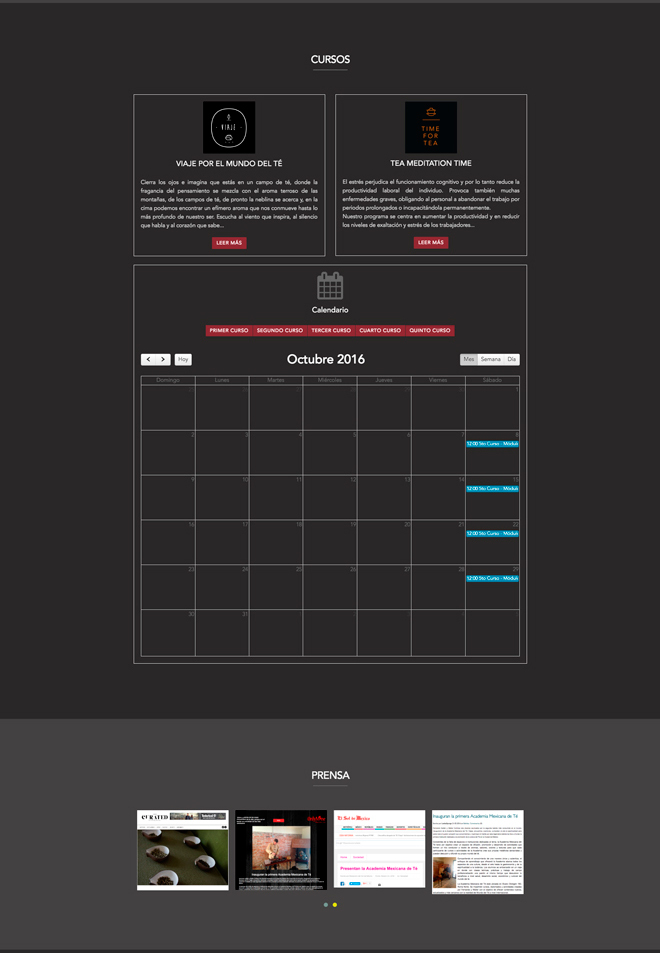 CURSOS
VIAJE
VIAJE POR EL MUNDO DEL TÉ
Cierra los ojos e imagina que estás en un campo de té, donde la
fragancia del pensamiento se mezcla con el aroma terroso de las
montañas, de los campos de té, de pronto la neblina se acerca y, en la
cima podemos encontrar un efímero aroma que nos conmueve hasta lo
más profundo de nuestro ser. Escucha al viento que inspira, al silencio
que habla y al corazón que sabe...
LEER MÁS
TIME
FOR
TEA
TEA MEDITATION TIME
El estrés perjudica el funcionamiento cognitivo y por lo tanto reduce la
productividad laboral del individuo. Provoca también muchas
enfermedades graves, obligando al personal a abandonar el trabajo por
periodos prolongados o incapacitándola permanentemente.
Nuestro programa se centra en aumentar la productividad y en reducir
los niveles de exaltación y estrés de los trabajadores...
LEER MÁS
Calendario
PRIMER CURSO SEGUNDO CURSO TERCER CURSO CUARTO CURSO QUINTO CURSO
Hoy
Octubre 2016
Mes Semana Día
Domingo Lunes Martes Miércoles Jueves Viernes Sábado
1
2 3 4 5 6 7 8
12:00 5to Curso - Módulo
9 10 11 12 13 14 15
12:00 5to Curso - Módulo
16 17 18 19 20 21 22
12:00 5to Curso - Módulo
23 24 25 26 27 28 29
12:00 5to Curso - Módulo
30 31
PRENSA
CURATED
Inauguran la primera Academia Mexicana de Té
El Sol de México
Presentan la Academia Mexicana de Té
Inauguran la primera Academia Mexicana de Té